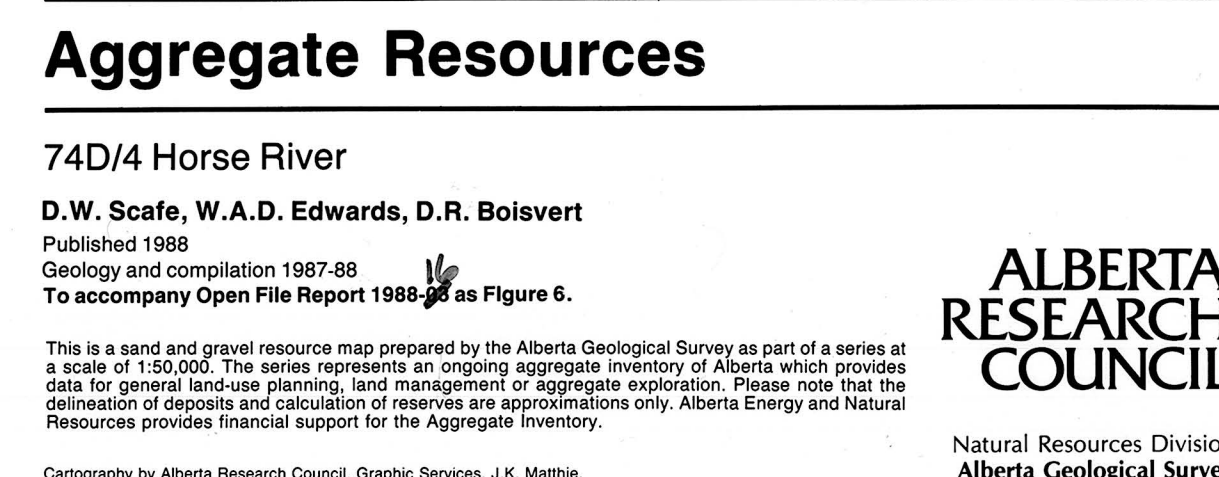 Aggregate Resources
74D/4 Horse River
D.W. Scafe, W.A.D. Edwards, D.R. Boisvert
Published 1988
Geology and compilation 1987-88
16
To accompany Open File Report 1988- as Figure 6.
This is a sand and gravel resource map prepared by the Alberta Geological Survey as part of a series at
a scale of 1:50,000. The series represents an ongoing aggregate inventory of Alberta which provides
data for general land-use planning, land management or aggregate exploration. Please note that the
delineation of deposits and calculation of reserves are approximations only. Alberta Energy and Natural
Resources provides financial support for the Aggregate Inventory.
Cartography by Alberta Research Council, Graphic Services, J.K. Matthie.
ALBERTA
RESEARCH
COUNCIL
Natural Resources Divisio
Alberta Geological Surve